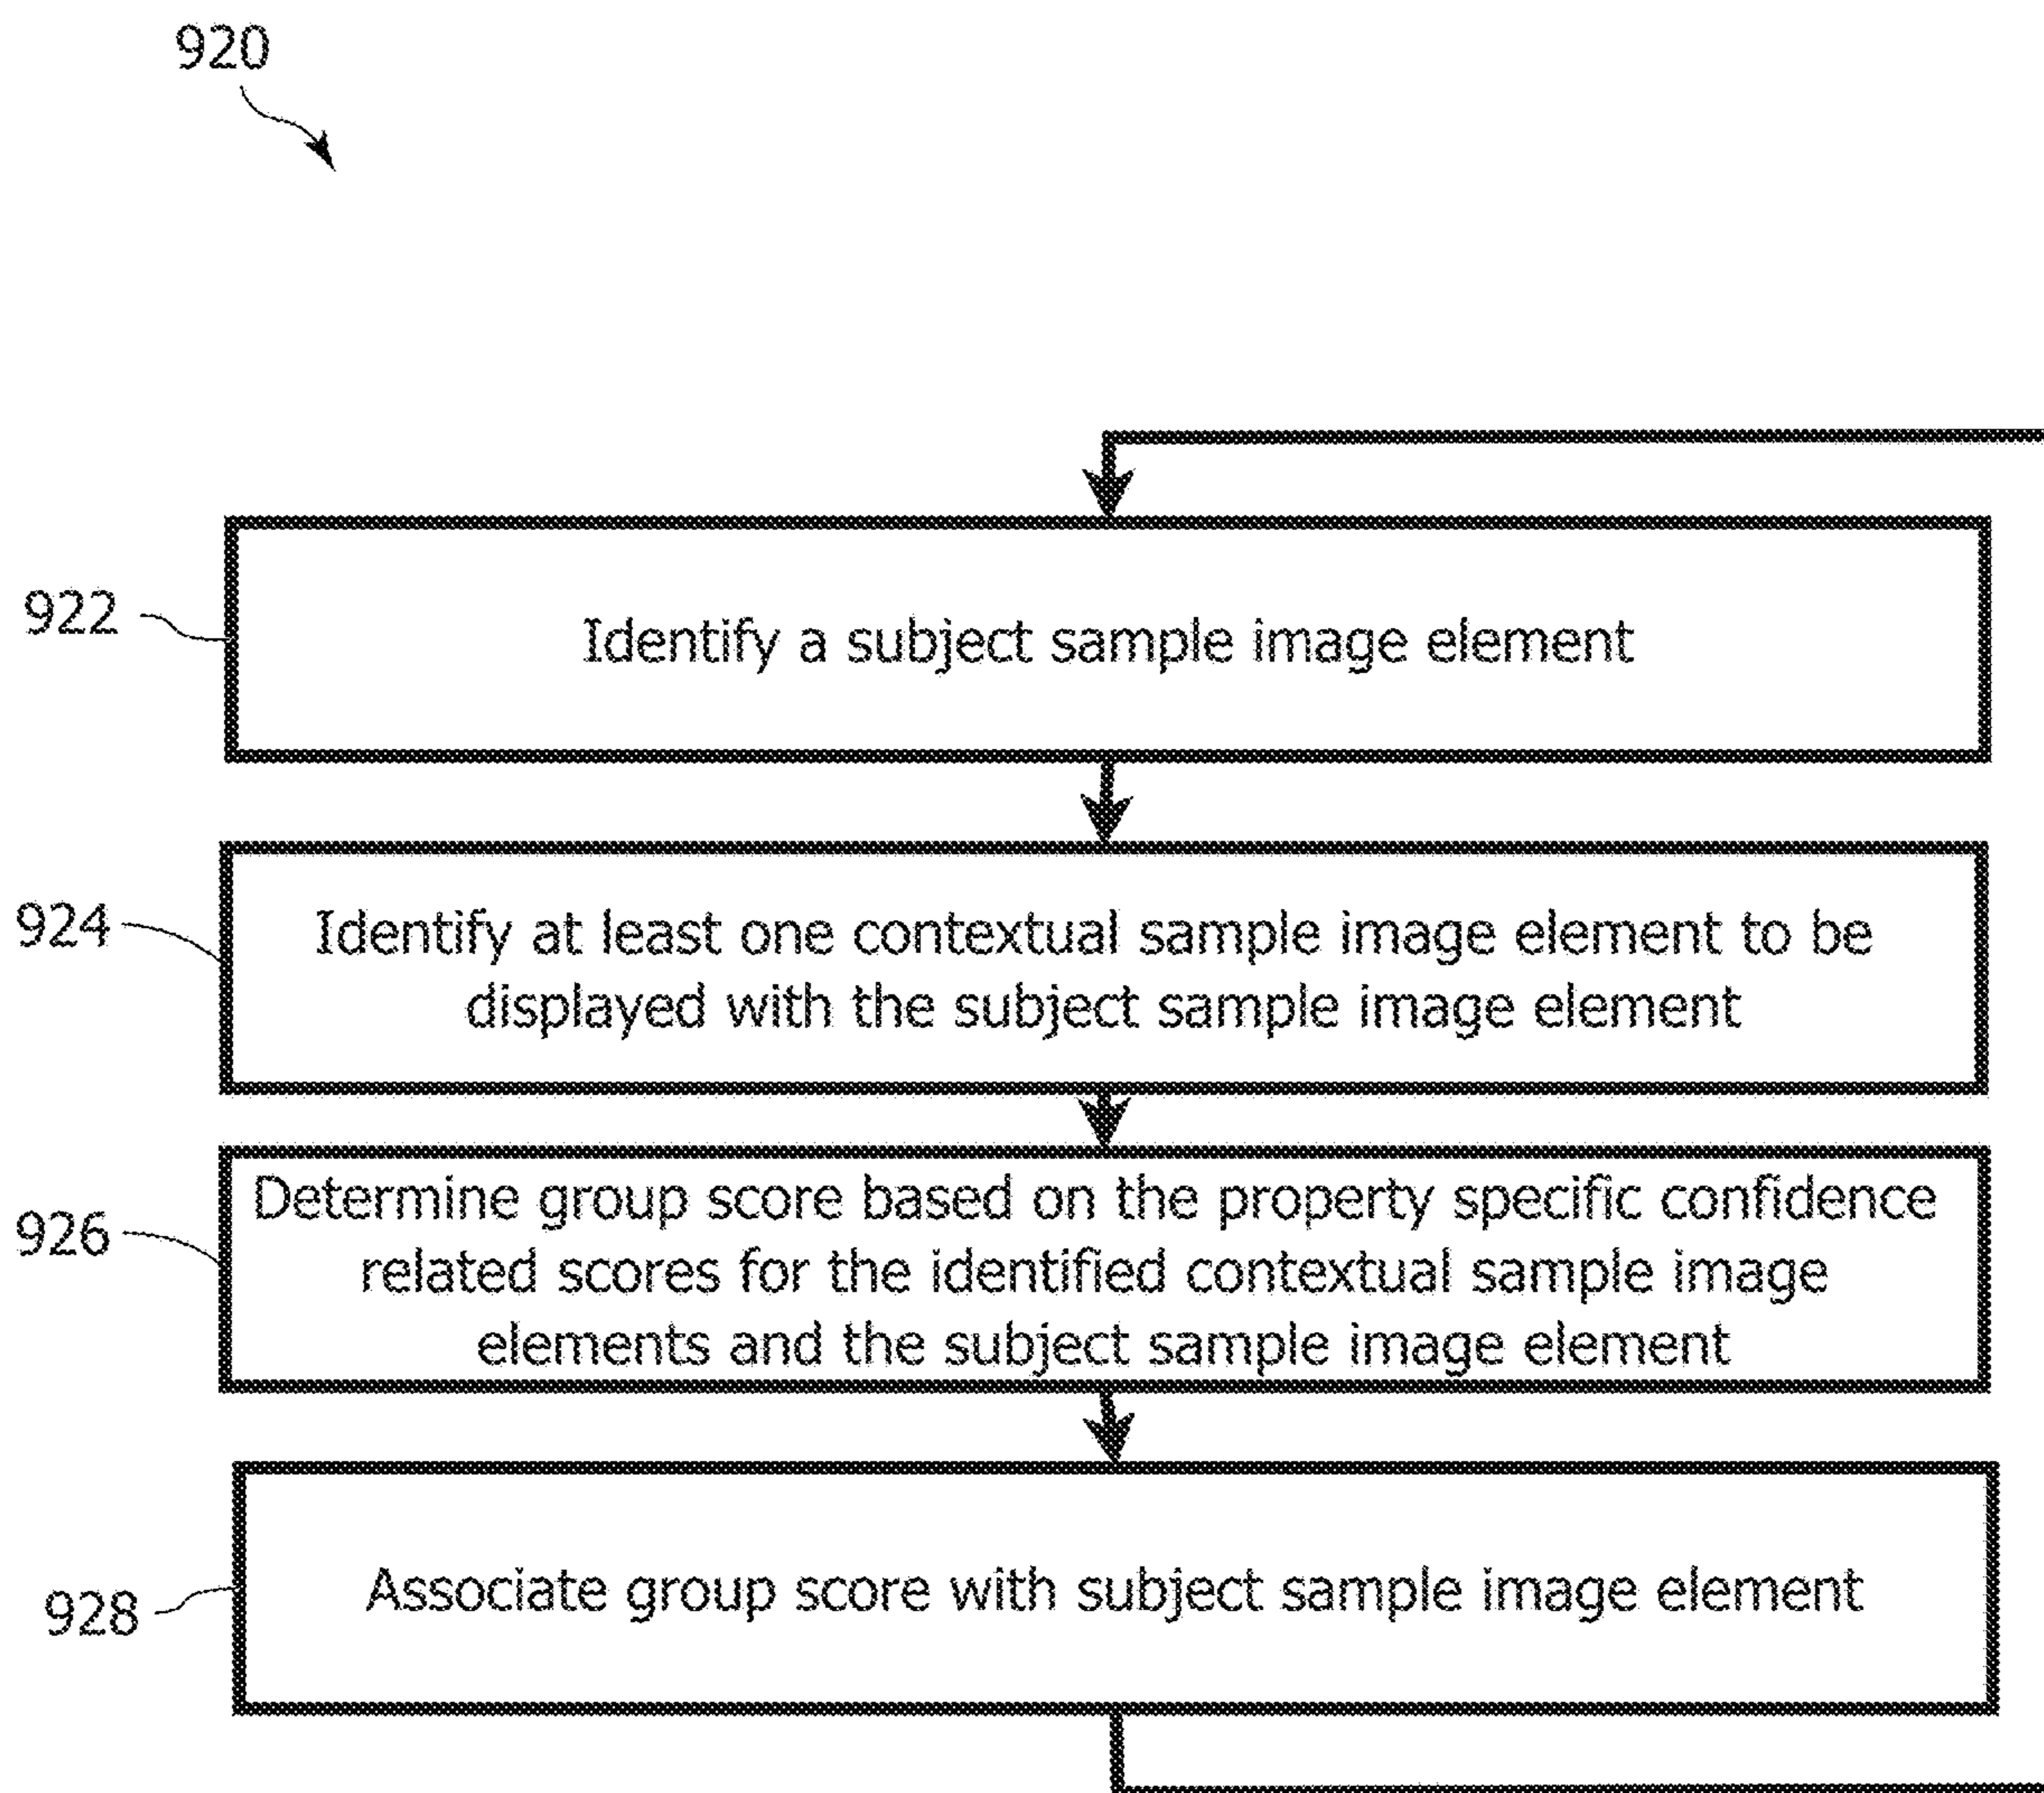 920
922
Identify a subject sample image element
924
Identify at least one contextual sample image element to be
displayed with the subject sample image element
926
Determine group score based on the property specific confidence
related scores for the identified contextual sample image
elements and the subject sample image element
928
Associate group score with subject sample image element